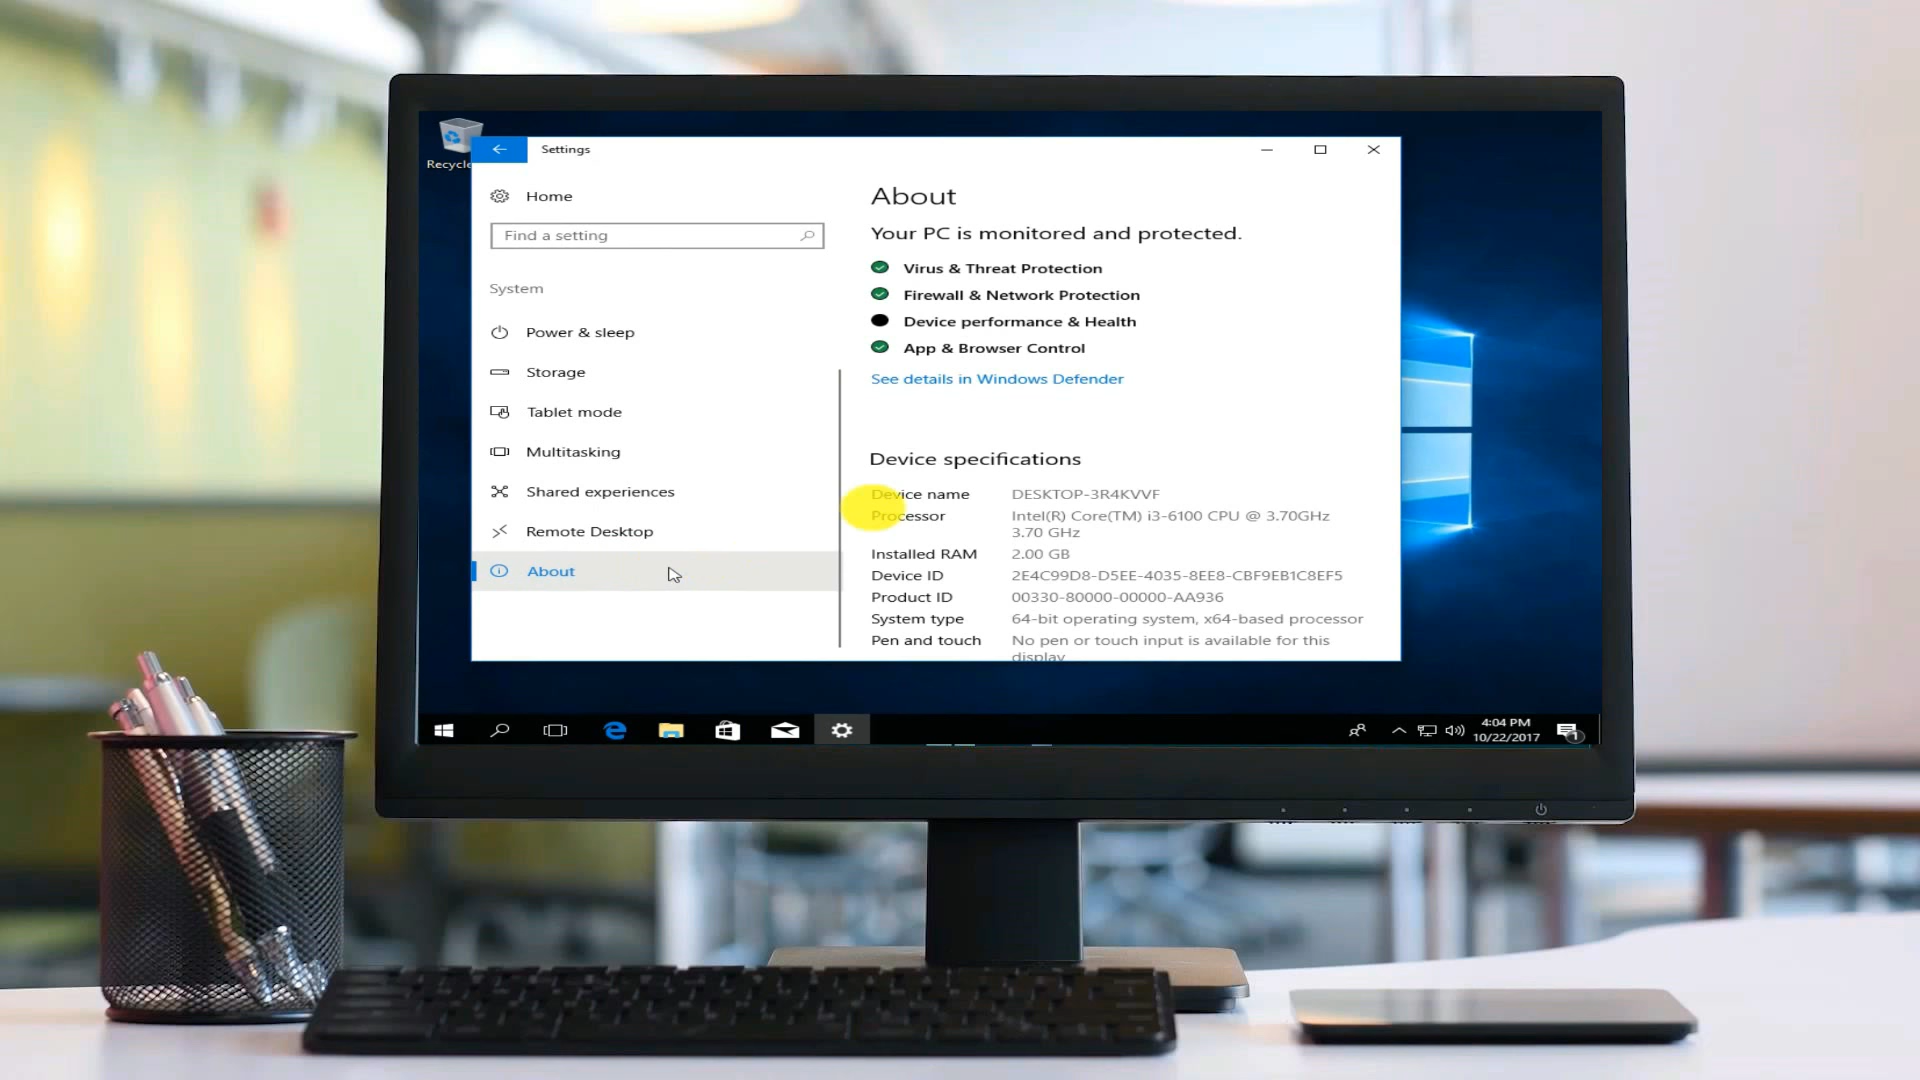 Recycle
Settings
Home
Find a setting
System
Power & sleep
Storage
Tablet mode
Multitasking
Shared experiences
Remote Desktop
About
About
Your PC is monitored and protected.
Virus & Threat Protection
Firewall & Network Protection
Device performance & Health
App & Browser Control
See details in Windows Defender
Device specifications
Device name DESKTOP-3R4KVVF
Processor Intel(R) Core(TM) i3-6100 CPU @ 3.70GHz
3.70 GHz
Installed RAM 2.00 GB
Device ID 2E4C99D8-D5EE-4035-8EE8-CBF9EB1C8EF5
Product ID 00330-80000-00000-AA936
System type 64-bit operating system, x64-based processor
Pen and touch No pen or touch input is available for this
display
4:04 PM
10/22/2017
1